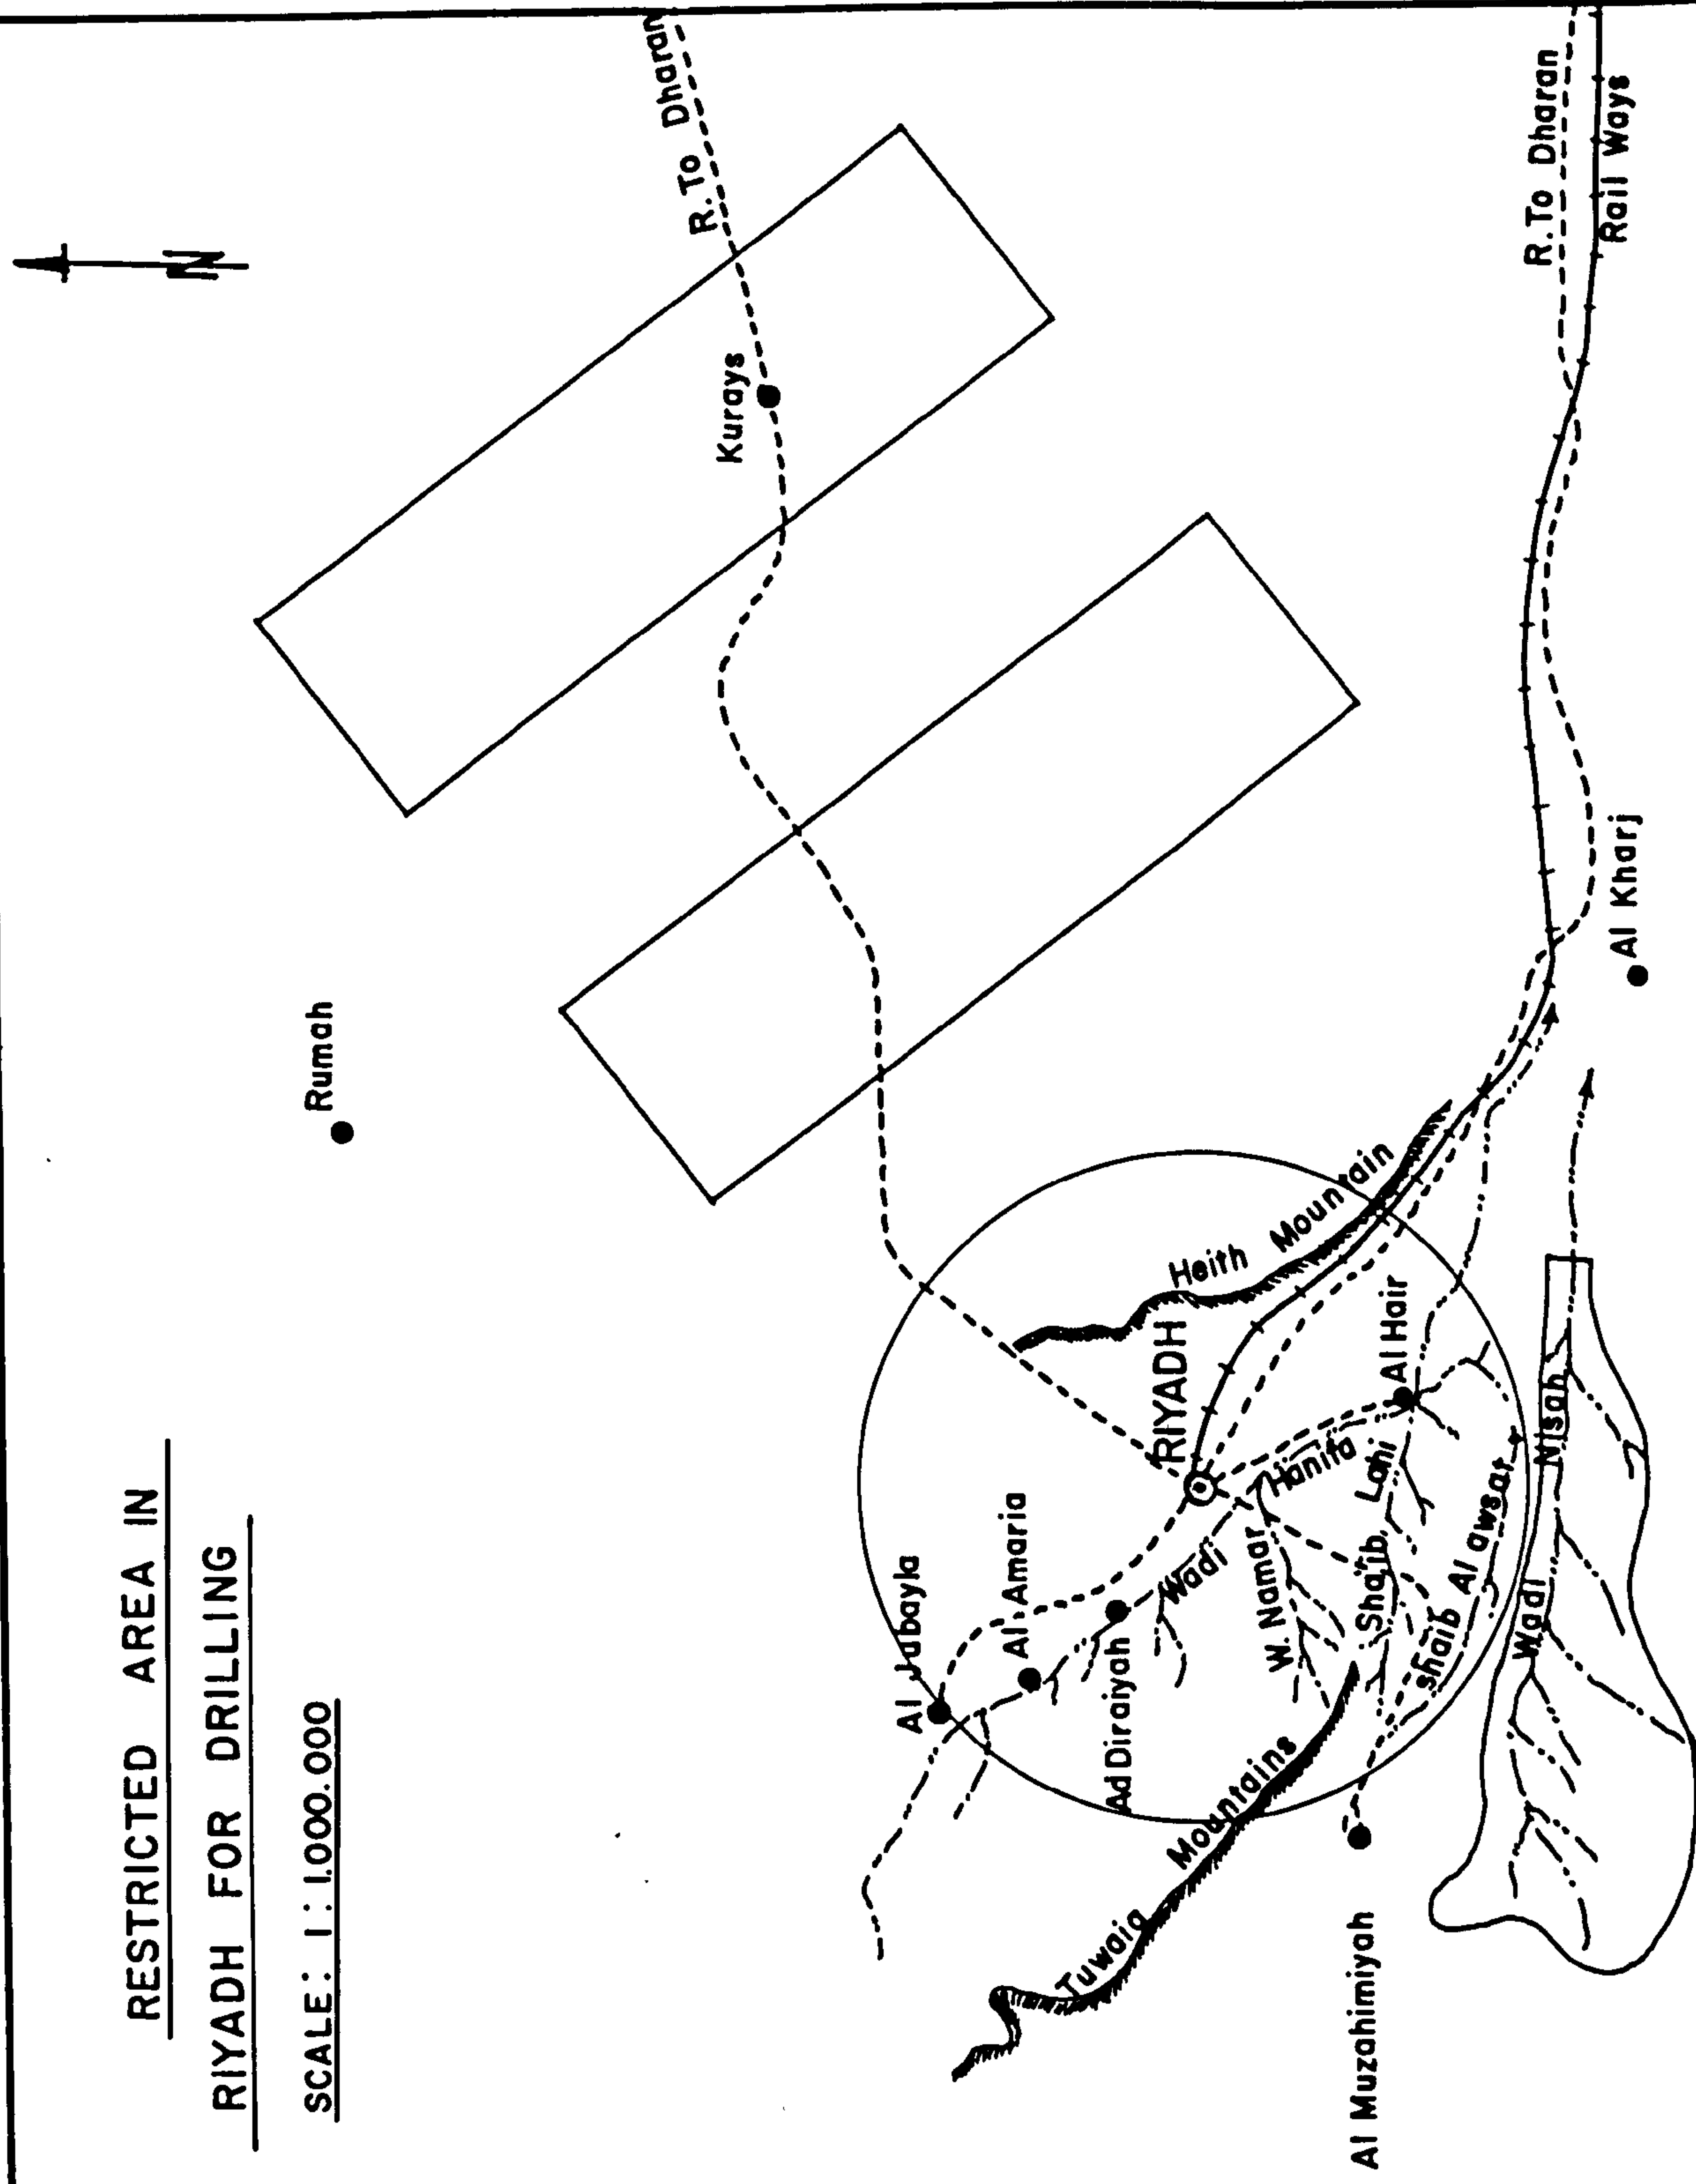 RESTRICTED AREA IN
RIYADH FOR DRILLING
SCALE: 1:1.000.000
N
Rumah
R.To Dharan
Kurays
Al Jubayla
Al Amaria
Ad Diraiyah
RIYADH
Heith Mountain
Wadi Hanifa
W. Namar
Shaib Lahi
Al Hair
Shaib Al awsat
Tuwaiq Mountains
Al Muzahimiyah
Wadi Nisah
Al Kharj
R.To Dharan
Rail Ways